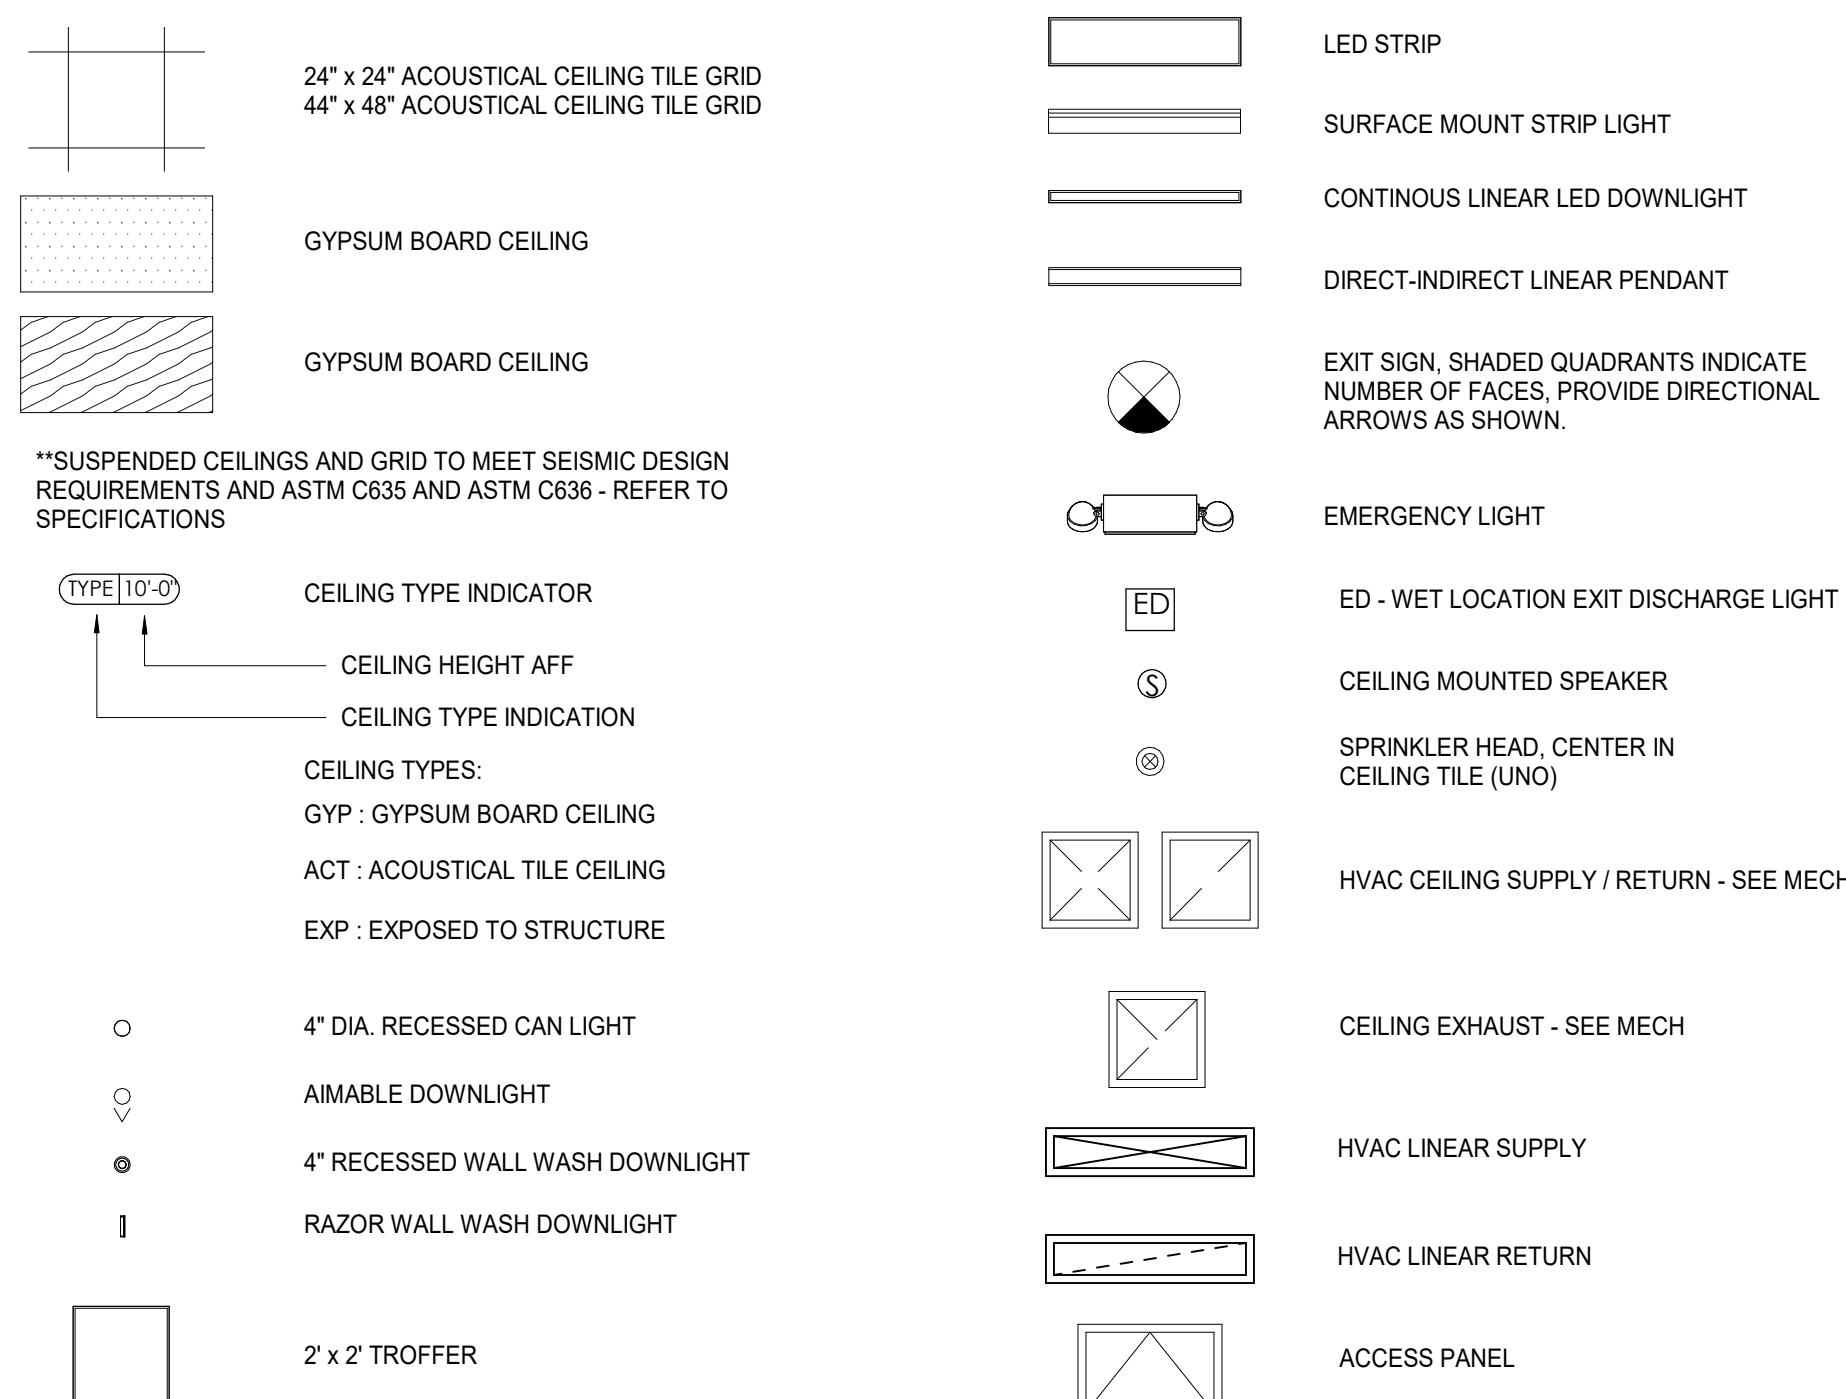 24" x 24" ACOUSTICAL CEILING TILE GRID
44" x 48" ACOUSTICAL CEILING TILE GRID
GYPSUM BOARD CEILING
GYPSUM BOARD CEILING
**SUSPENDED CEILINGS AND GRID TO MEET SEISMIC DESIGN
REQUIREMENTS AND ASTM C635 AND ASTM C636 - REFER TO
SPECIFICATIONS
TYPE 10'-0"
CEILING TYPE INDICATOR
CEILING HEIGHT AFF
CEILING TYPE INDICATION
CEILING TYPES:
GYP : GYPSUM BOARD CEILING
ACT : ACOUSTICAL TILE CEILING
EXP : EXPOSED TO STRUCTURE
4" DIA. RECESSED CAN LIGHT
AIMABLE DOWNLIGHT
4" RECESSED WALL WASH DOWNLIGHT
RAZOR WALL WASH DOWNLIGHT
2' x 2' TROFFER
LED STRIP
SURFACE MOUNT STRIP LIGHT
CONTINOUS LINEAR LED DOWNLIGHT
DIRECT-INDIRECT LINEAR PENDANT
EXIT SIGN, SHADED QUADRANTS INDICATE
NUMBER OF FACES, PROVIDE DIRECTIONAL
ARROWS AS SHOWN.
EMERGENCY LIGHT
ED
ED - WET LOCATION EXIT DISCHARGE LIGHT
S
CEILING MOUNTED SPEAKER
SPRINKLER HEAD, CENTER IN
CEILING TILE (UNO)
HVAC CEILING SUPPLY / RETURN - SEE MECH
CEILING EXHAUST - SEE MECH
HVAC LINEAR SUPPLY
HVAC LINEAR RETURN
ACCESS PANEL